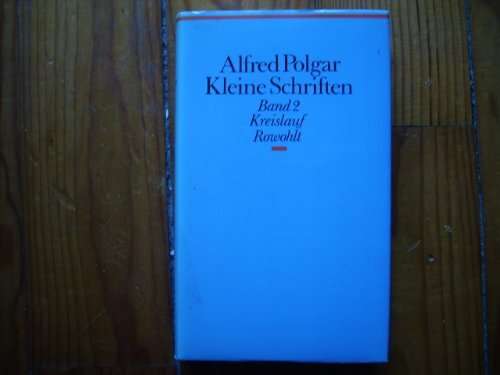 Alfred Polgar
Kleine Schriften
Band 2
Kreislauf
Rowohlt